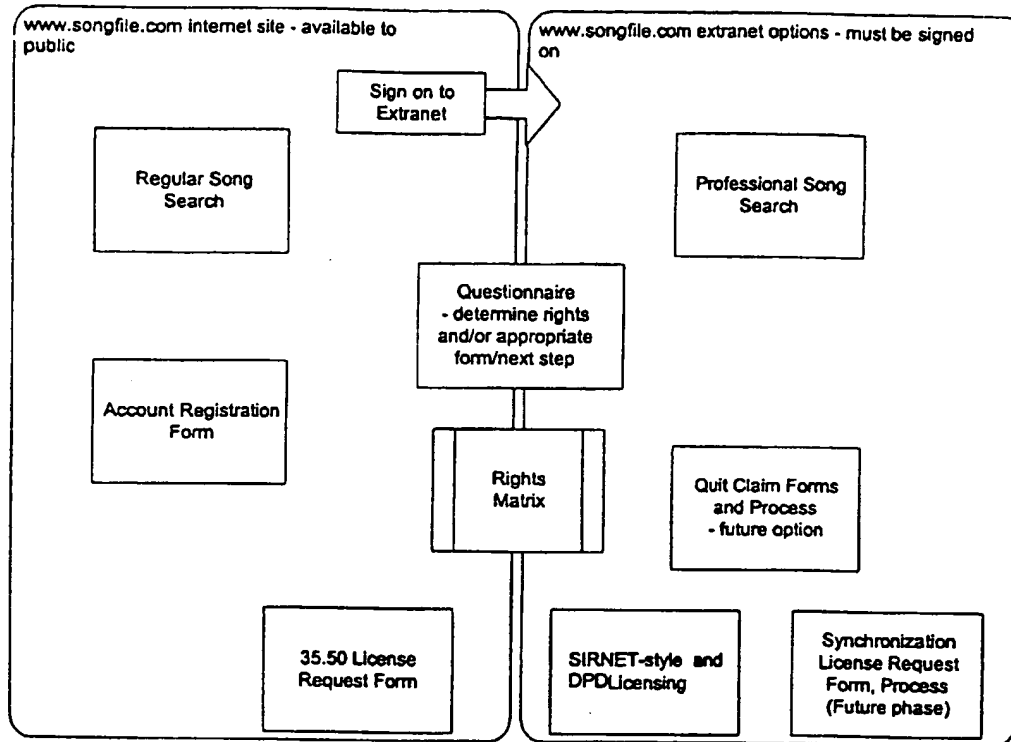 www.songfile.com internet site - available to
public
www.songfile.com extranet options - must be signed
on
Sign on to
Extranet
Regular Song
Search
Professional Song
Search
Questionnaire
- determine rights
and/or appropriate
form/next step
Account Registration
Form
Rights
Matrix
Quit Claim Forms
and Process
- future option
35.50 License
Request Form
SIRNET-style and
DPDLicensing
Synchronization
License Request
Form, Process
(Future phase)